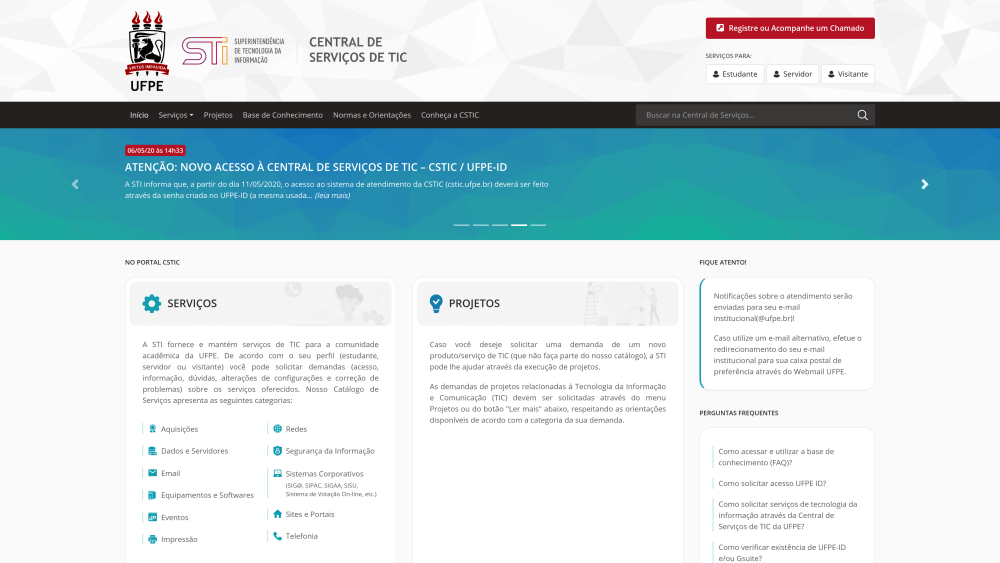 VIRTUS IMPAVIDA
UFPE
STI
SUPERINTENDÊNCIA
DE TECNOLOGIA DA
INFORMAÇÃO
CENTRAL DE
SERVIÇOS DE TIC
Registre ou Acompanhe um Chamado
SERVIÇOS PARA:
Estudante
Servidor
Visitante
Início
Serviços
Projetos
Base de Conhecimento
Normas e Orientações
Conheça a CSTIC
Buscar na Central de Serviços...
06/05/20 às 14h33
ATENÇÃO: NOVO ACESSO À CENTRAL DE SERVIÇOS DE TIC – CSTIC / UFPE-ID
A STI informa que, a partir do dia 11/05/2020, o acesso ao sistema de atendimento da CSTIC (cstic.ufpe.br) deverá ser feito
através da senha criada no UFPE-ID (a mesma usada... (leia mais)
NO PORTAL CSTIC
SERVIÇOS
A STI fornece e mantém serviços de TIC para a comunidade
acadêmica da UFPE. De acordo com o seu perfil (estudante,
servidor ou visitante) você pode solicitar demandas (acesso,
informação, dúvidas, alterações de configurações e correção de
problemas) sobre os serviços oferecidos. Nosso Catálogo de
Serviços apresenta as seguintes categorias:
Aquisições
Dados e Servidores
Email
Equipamentos e Softwares
Eventos
Impressão
Redes
Segurança da Informação
Sistemas Corporativos
(SIG@, SIPAC, SIGAA, SISU,
Sistema de Votação On-line, etc.)
Sites e Portais
Telefonia
PROJETOS
Caso você deseje solicitar uma demanda de um novo
produto/serviço de TIC (que não faça parte do nosso catálogo), a STI
pode lhe ajudar através da execução de projetos.
As demandas de projetos relacionadas à Tecnologia da Informação
e Comunicação (TIC) devem ser solicitadas através do menu
Projetos ou do botão "Ler mais" abaixo, respeitando as orientações
disponíveis de acordo com a categoria da sua demanda.
FIQUE ATENTO!
Notificações sobre o atendimento serão
enviadas para seu e-mail
institucional(@ufpe.br)!
Caso utilize um e-mail alternativo, efetue o
redirecionamento do seu e-mail
institucional para sua caixa postal de
preferência através do Webmail UFPE.
PERGUNTAS FREQUENTES
Como acessar e utilizar a base de
conhecimento (FAQ)?
Como solicitar acesso UFPE ID?
Como solicitar serviços de tecnologia da
informação através da Central de
Serviços de TIC da UFPE?
Como verificar existência de UFPE-ID
e/ou Gsuite?